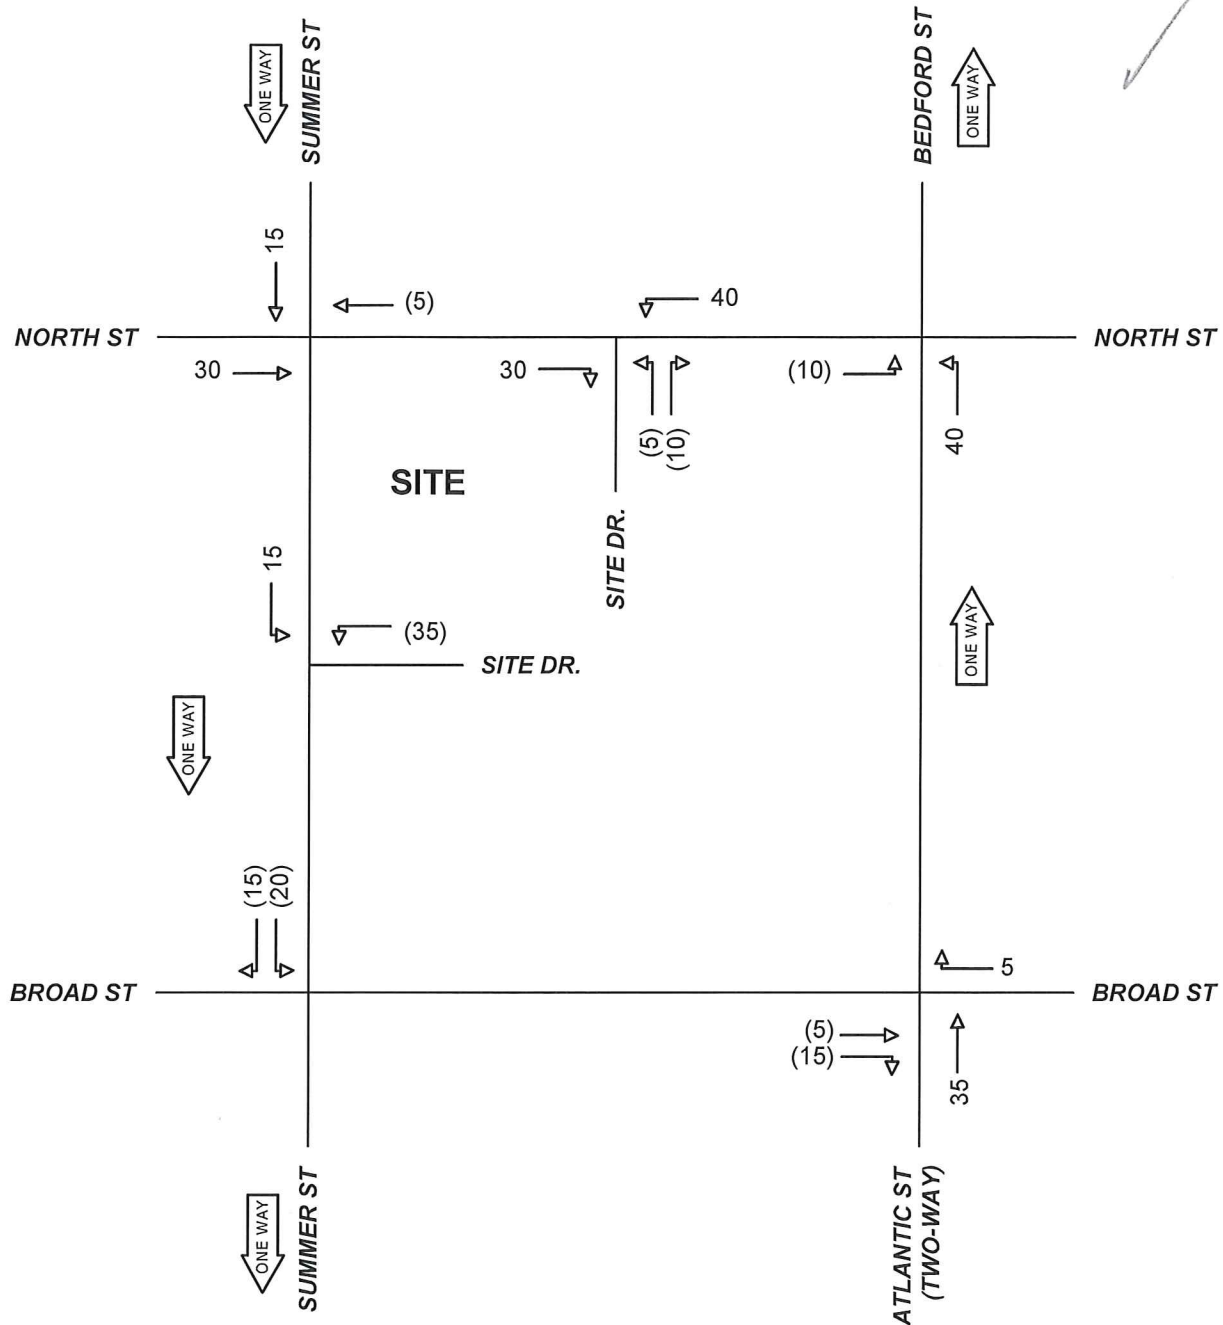 ONE WAY
SUMMER ST
BEDFORD ST
ONE WAY
15
(5)
40
NORTH ST
NORTH ST
30
30
(10)
(5)
(10)
40
SITE
SITE DR.
15
(35)
SITE DR.
ONE WAY
ONE WAY
(15)
(20)
5
BROAD ST
BROAD ST
(5)
(15)
35
ONE WAY
SUMMER ST
ATLANTIC ST
(TWO-WAY)